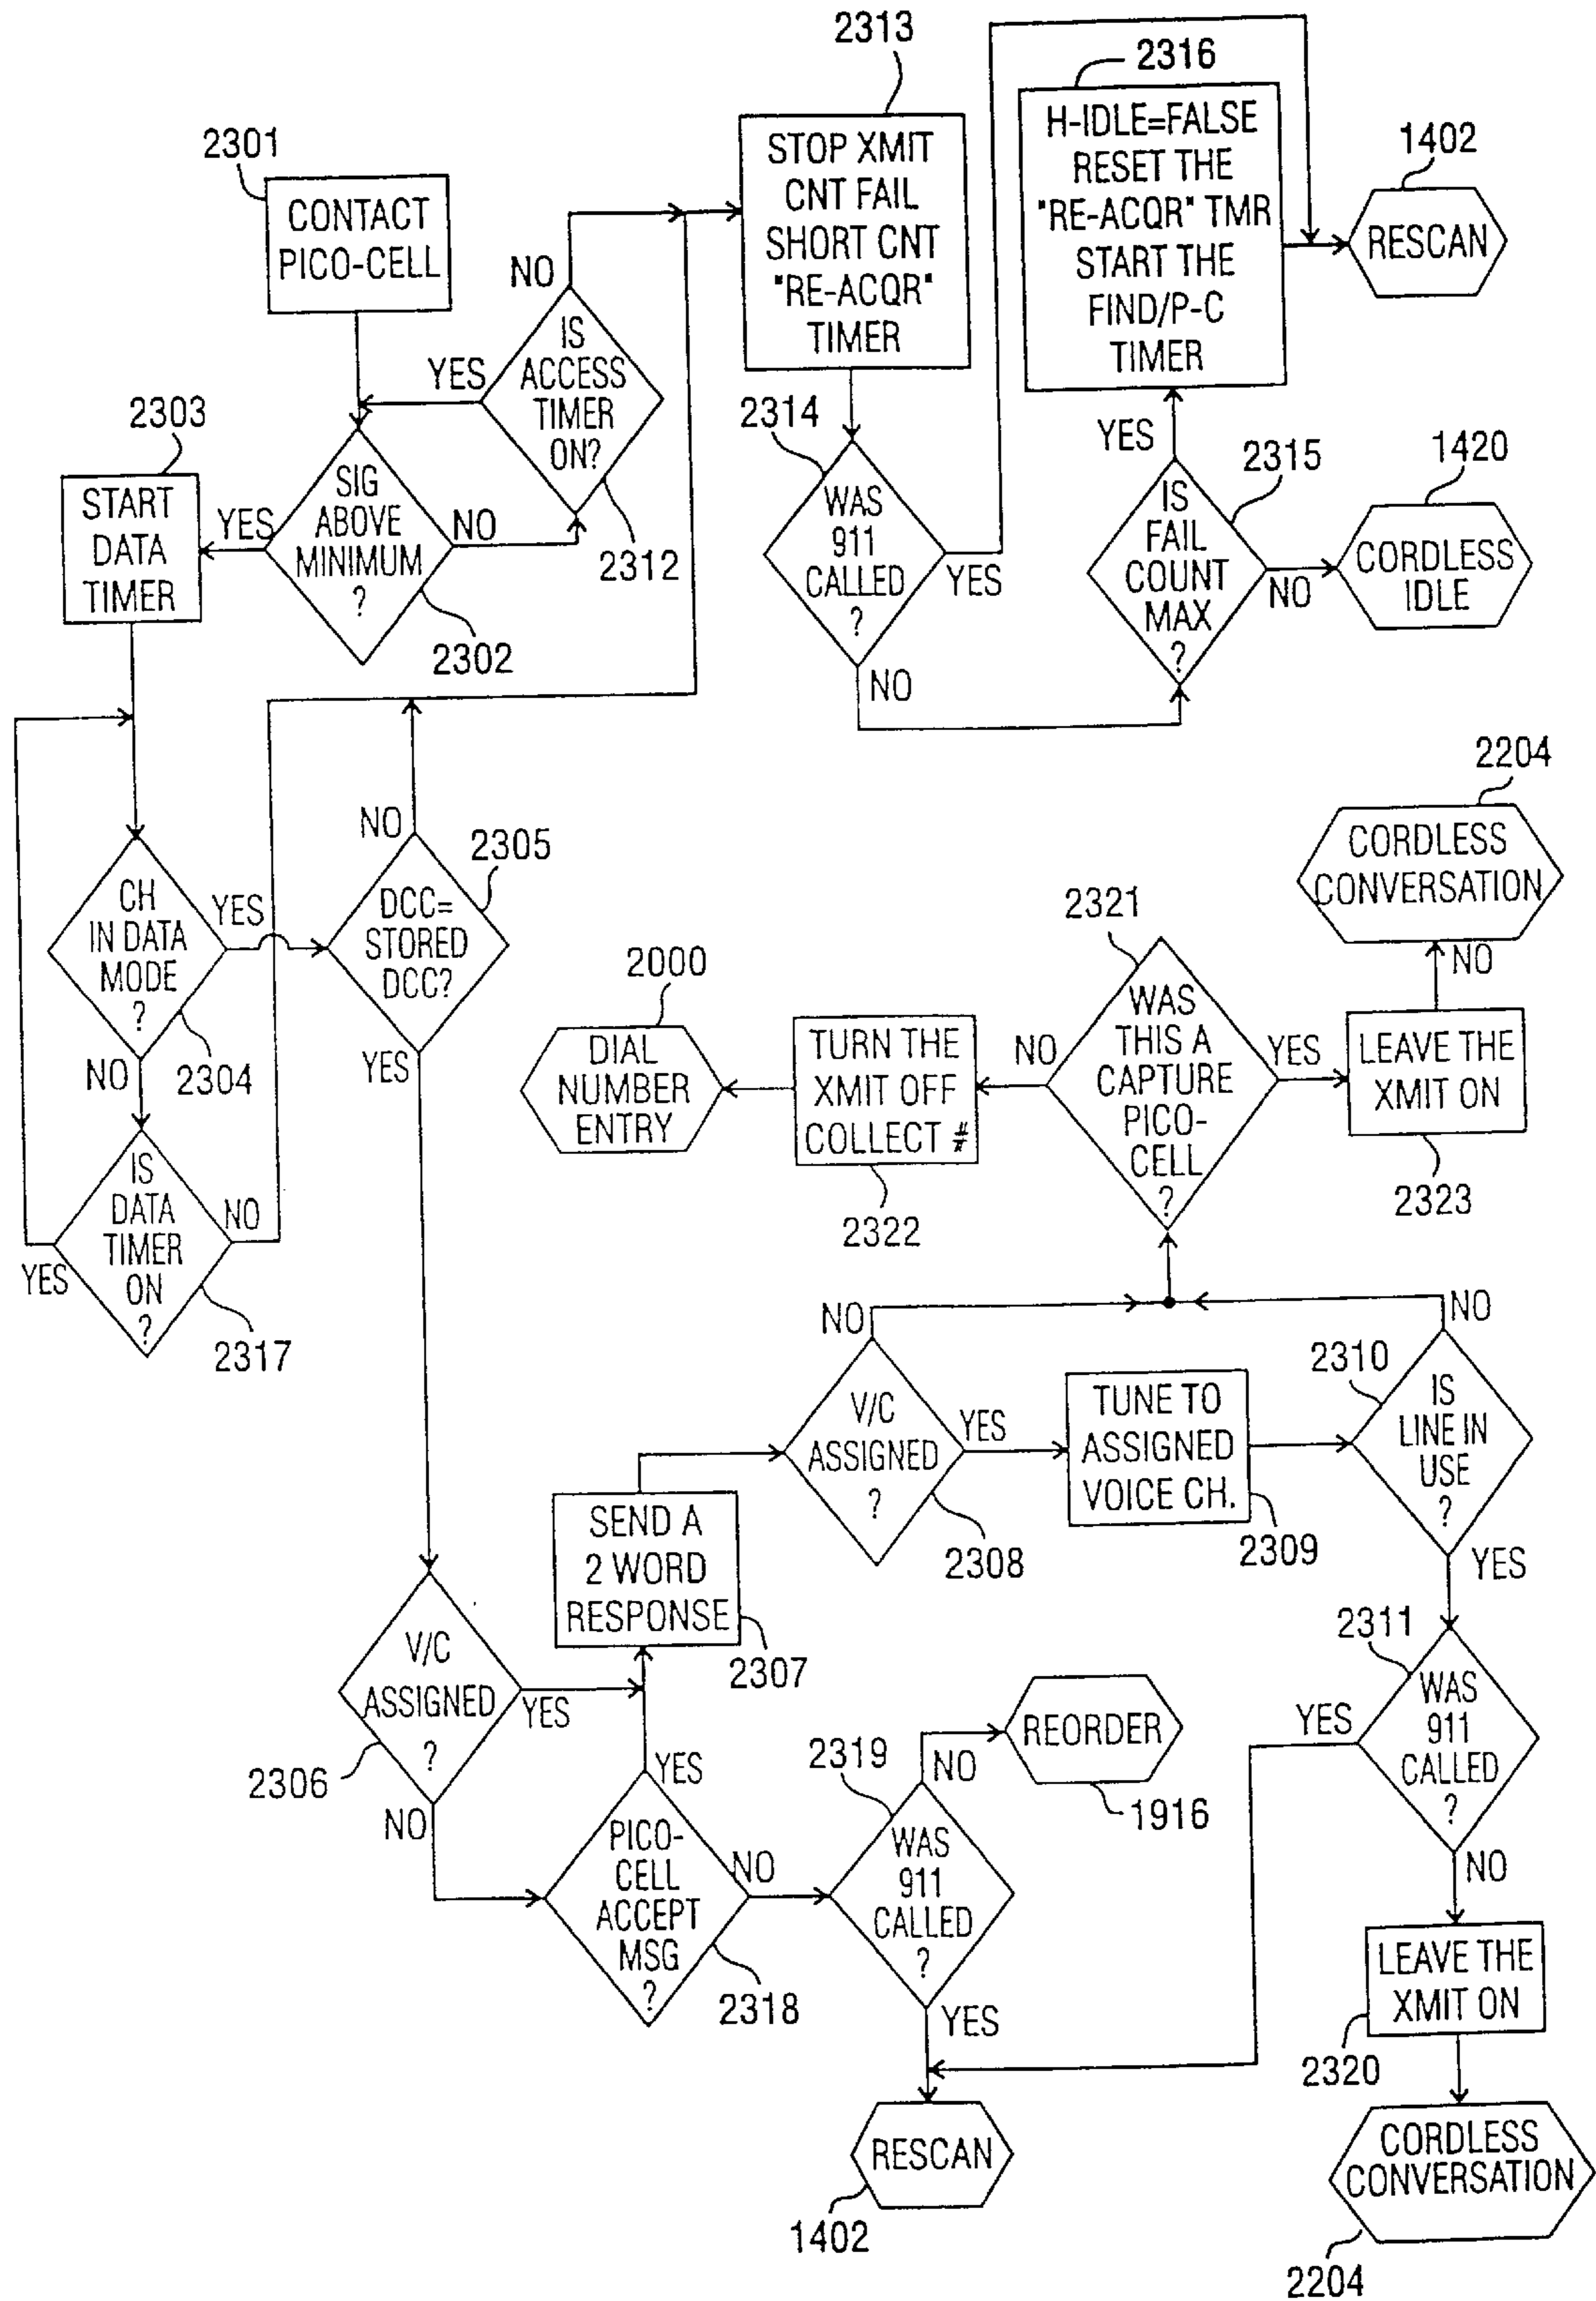 2301
CONTACT
PICO-CELL
2303
START
DATA
TIMER
YES
SIG
ABOVE
MINIMUM
?
2302
NO
YES
NO
IS
ACCESS
TIMER
ON?
2312
2313
STOP XMIT
CNT FAIL
SHORT CNT
"RE-ACQR"
TIMER
2314
WAS
911
CALLED
?
YES
NO
2316
H-IDLE=FALSE
RESET THE
"RE-ACQR" TMR
START THE
FIND/P-C
TIMER
1402
RESCAN
YES
IS
FAIL
COUNT
MAX
?
2315
NO
1420
CORDLESS
IDLE
CH
IN DATA
MODE
?
YES
2304
NO
NO
2305
DCC=
STORED
DCC?
YES
IS
DATA
TIMER
ON
?
NO
YES
2317
2204
CORDLESS
CONVERSATION
NO
2321
WAS
THIS A
CAPTURE
PICO-
CELL
?
YES
LEAVE THE
XMIT ON
2323
NO
TURN THE
XMIT OFF
COLLECT #
2322
2000
DIAL
NUMBER
ENTRY
NO
V/C
ASSIGNED
?
YES
2308
TUNE TO
ASSIGNED
VOICE CH.
2309
NO
2310
IS
LINE IN
USE
?
YES
SEND A
2 WORD
RESPONSE
2307
V/C
ASSIGNED
?
YES
2306
NO
YES
PICO-
CELL
ACCEPT
MSG
?
NO
2318
2319
NO
WAS
911
CALLED
?
YES
REORDER
1916
2311
WAS
911
CALLED
?
YES
NO
LEAVE THE
XMIT ON
2320
RESCAN
1402
CORDLESS
CONVERSATION
2204